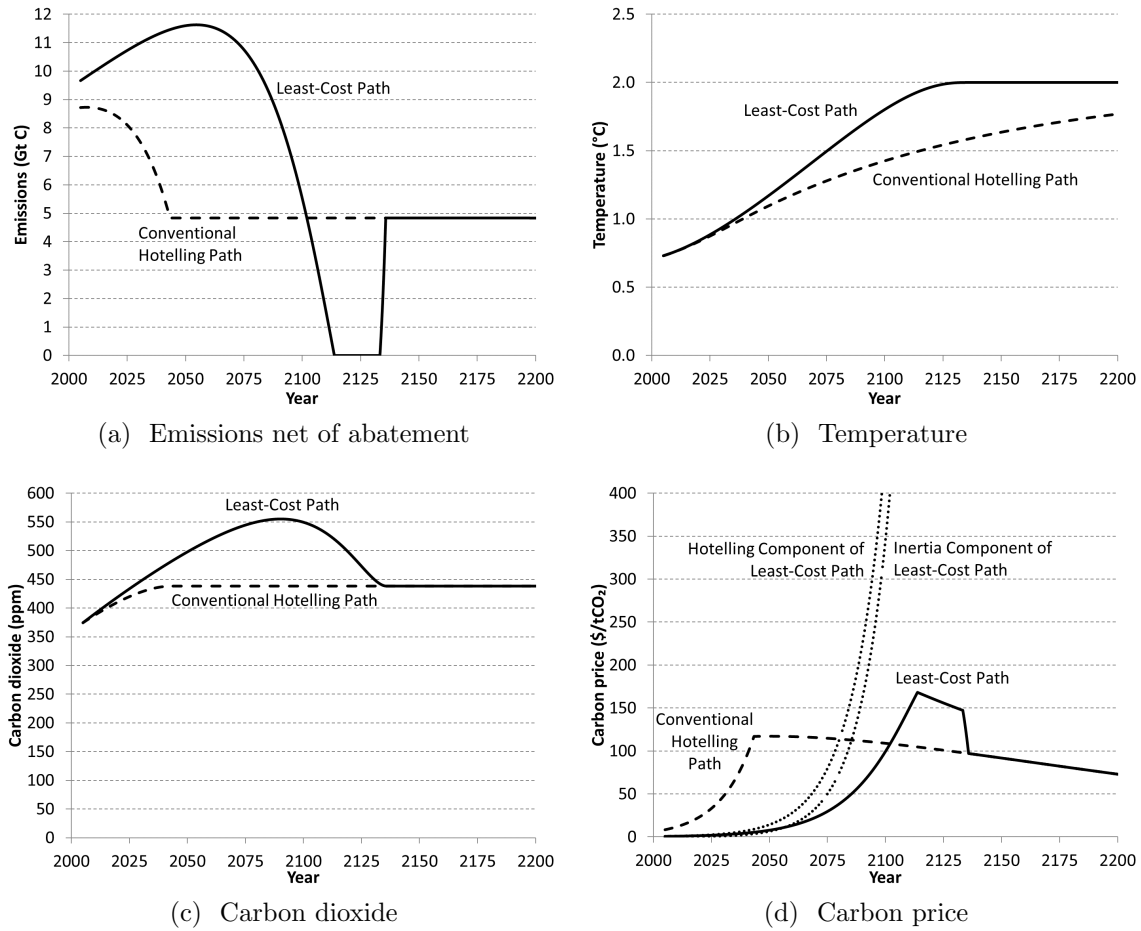 12
11
10
9
8
7
6
5
4
3
2
1
0
Emissions (Gt C)
Least-Cost Path
Conventional
Hotelling Path
2000 2025 2050 2075 2100 2125 2150 2175 2200
Year
(a) Emissions net of abatement
2.5
2.0
1.5
1.0
0.5
0.0
Temperature (°C)
Least-Cost Path
Conventional Hotelling Path
2000 2025 2050 2075 2100 2125 2150 2175 2200
Year
(b) Temperature
600
550
500
450
400
350
300
250
200
150
100
50
0
Carbon dioxide (ppm)
Least-Cost Path
Conventional Hotelling Path
2000 2025 2050 2075 2100 2125 2150 2175 2200
Year
(c) Carbon dioxide
400
350
300
250
200
150
100
50
0
Carbon price ($/tCO₂)
Hotelling Component of
Least-Cost Path
Inertia Component of
Least-Cost Path
Least-Cost Path
Conventional
Hotelling
Path
2000 2025 2050 2075 2100 2125 2150 2175 2200
Year
(d) Carbon price